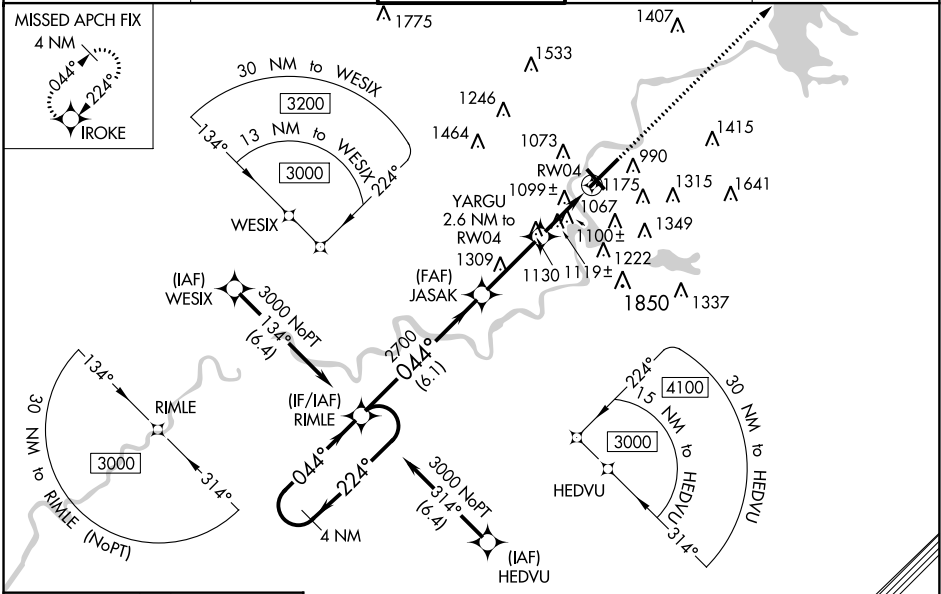 MISSED APCH FIX
4 NM
044°
224°
IROKE
1775
1407
1533
1246
1464
1073
1415
RW04
990
1099±
1175
1315
1641
YARGU
2.6 NM to
RW04
1067
1349
1100±
1222
1309
1130
1119±
1850
1337
30 NM to WESIX
3200
134°
13 NM to WESIX
3000
224°
WESIX
(IAF)
WESIX
3000 NoPT
134°
(6.4)
(FAF)
JASAK
2700
044°
(6.1)
(IF/IAF)
RIMLE
044°
224°
4 NM
3000 NoPT
314°
(6.4)
(IAF)
HEDVU
134°
RIMLE
3000
314°
30 NM to RIMLE (NoPT)
224°
4100
15 NM to HEDVU
3000
30 NM to HEDVU
HEDVU
314°